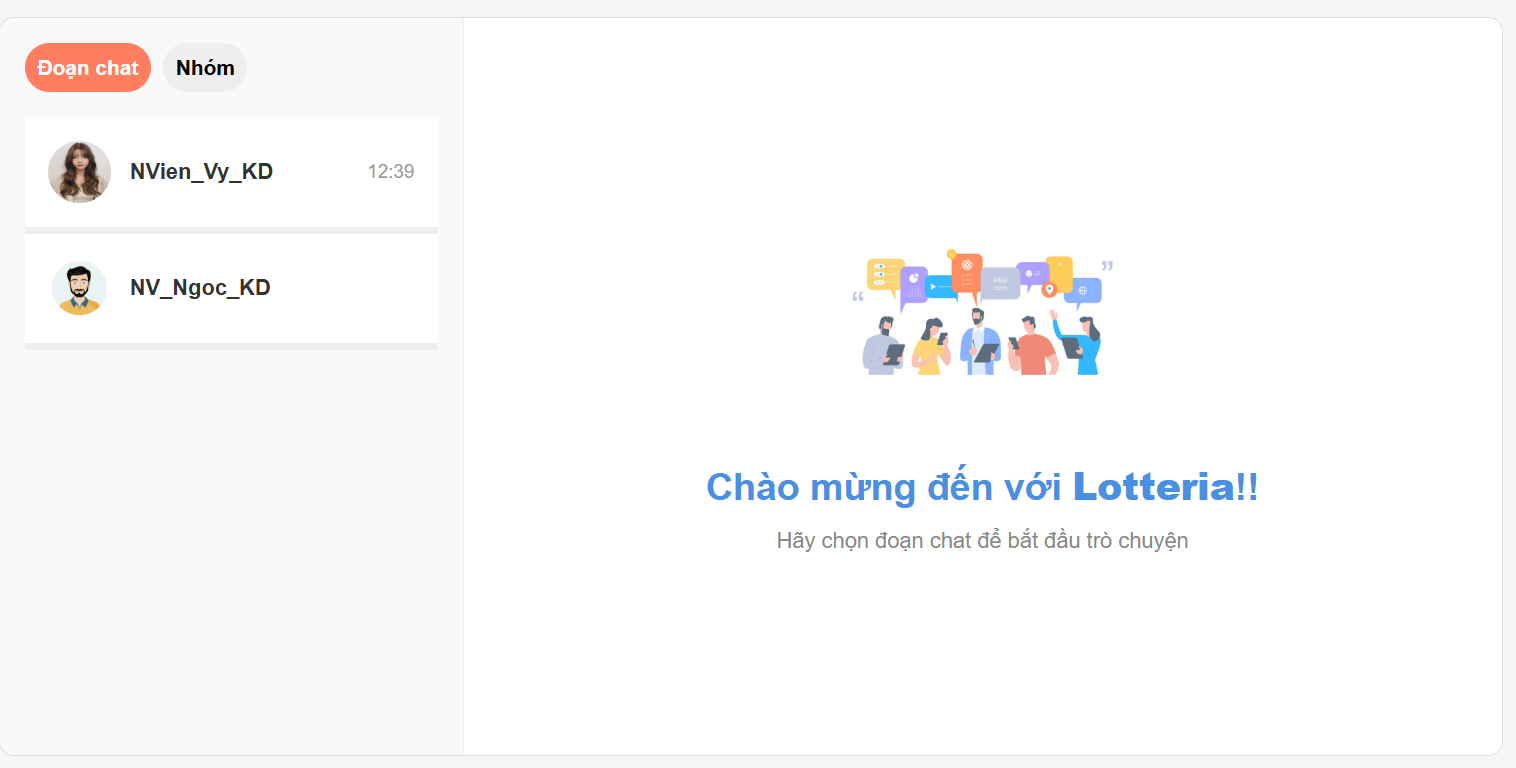 Đoạn chat
Nhóm
NVien_Vy_KD
12:39
NV_Ngoc_KD
Chào mừng đến với Lotteria!!
Hãy chọn đoạn chat để bắt đầu trò chuyện